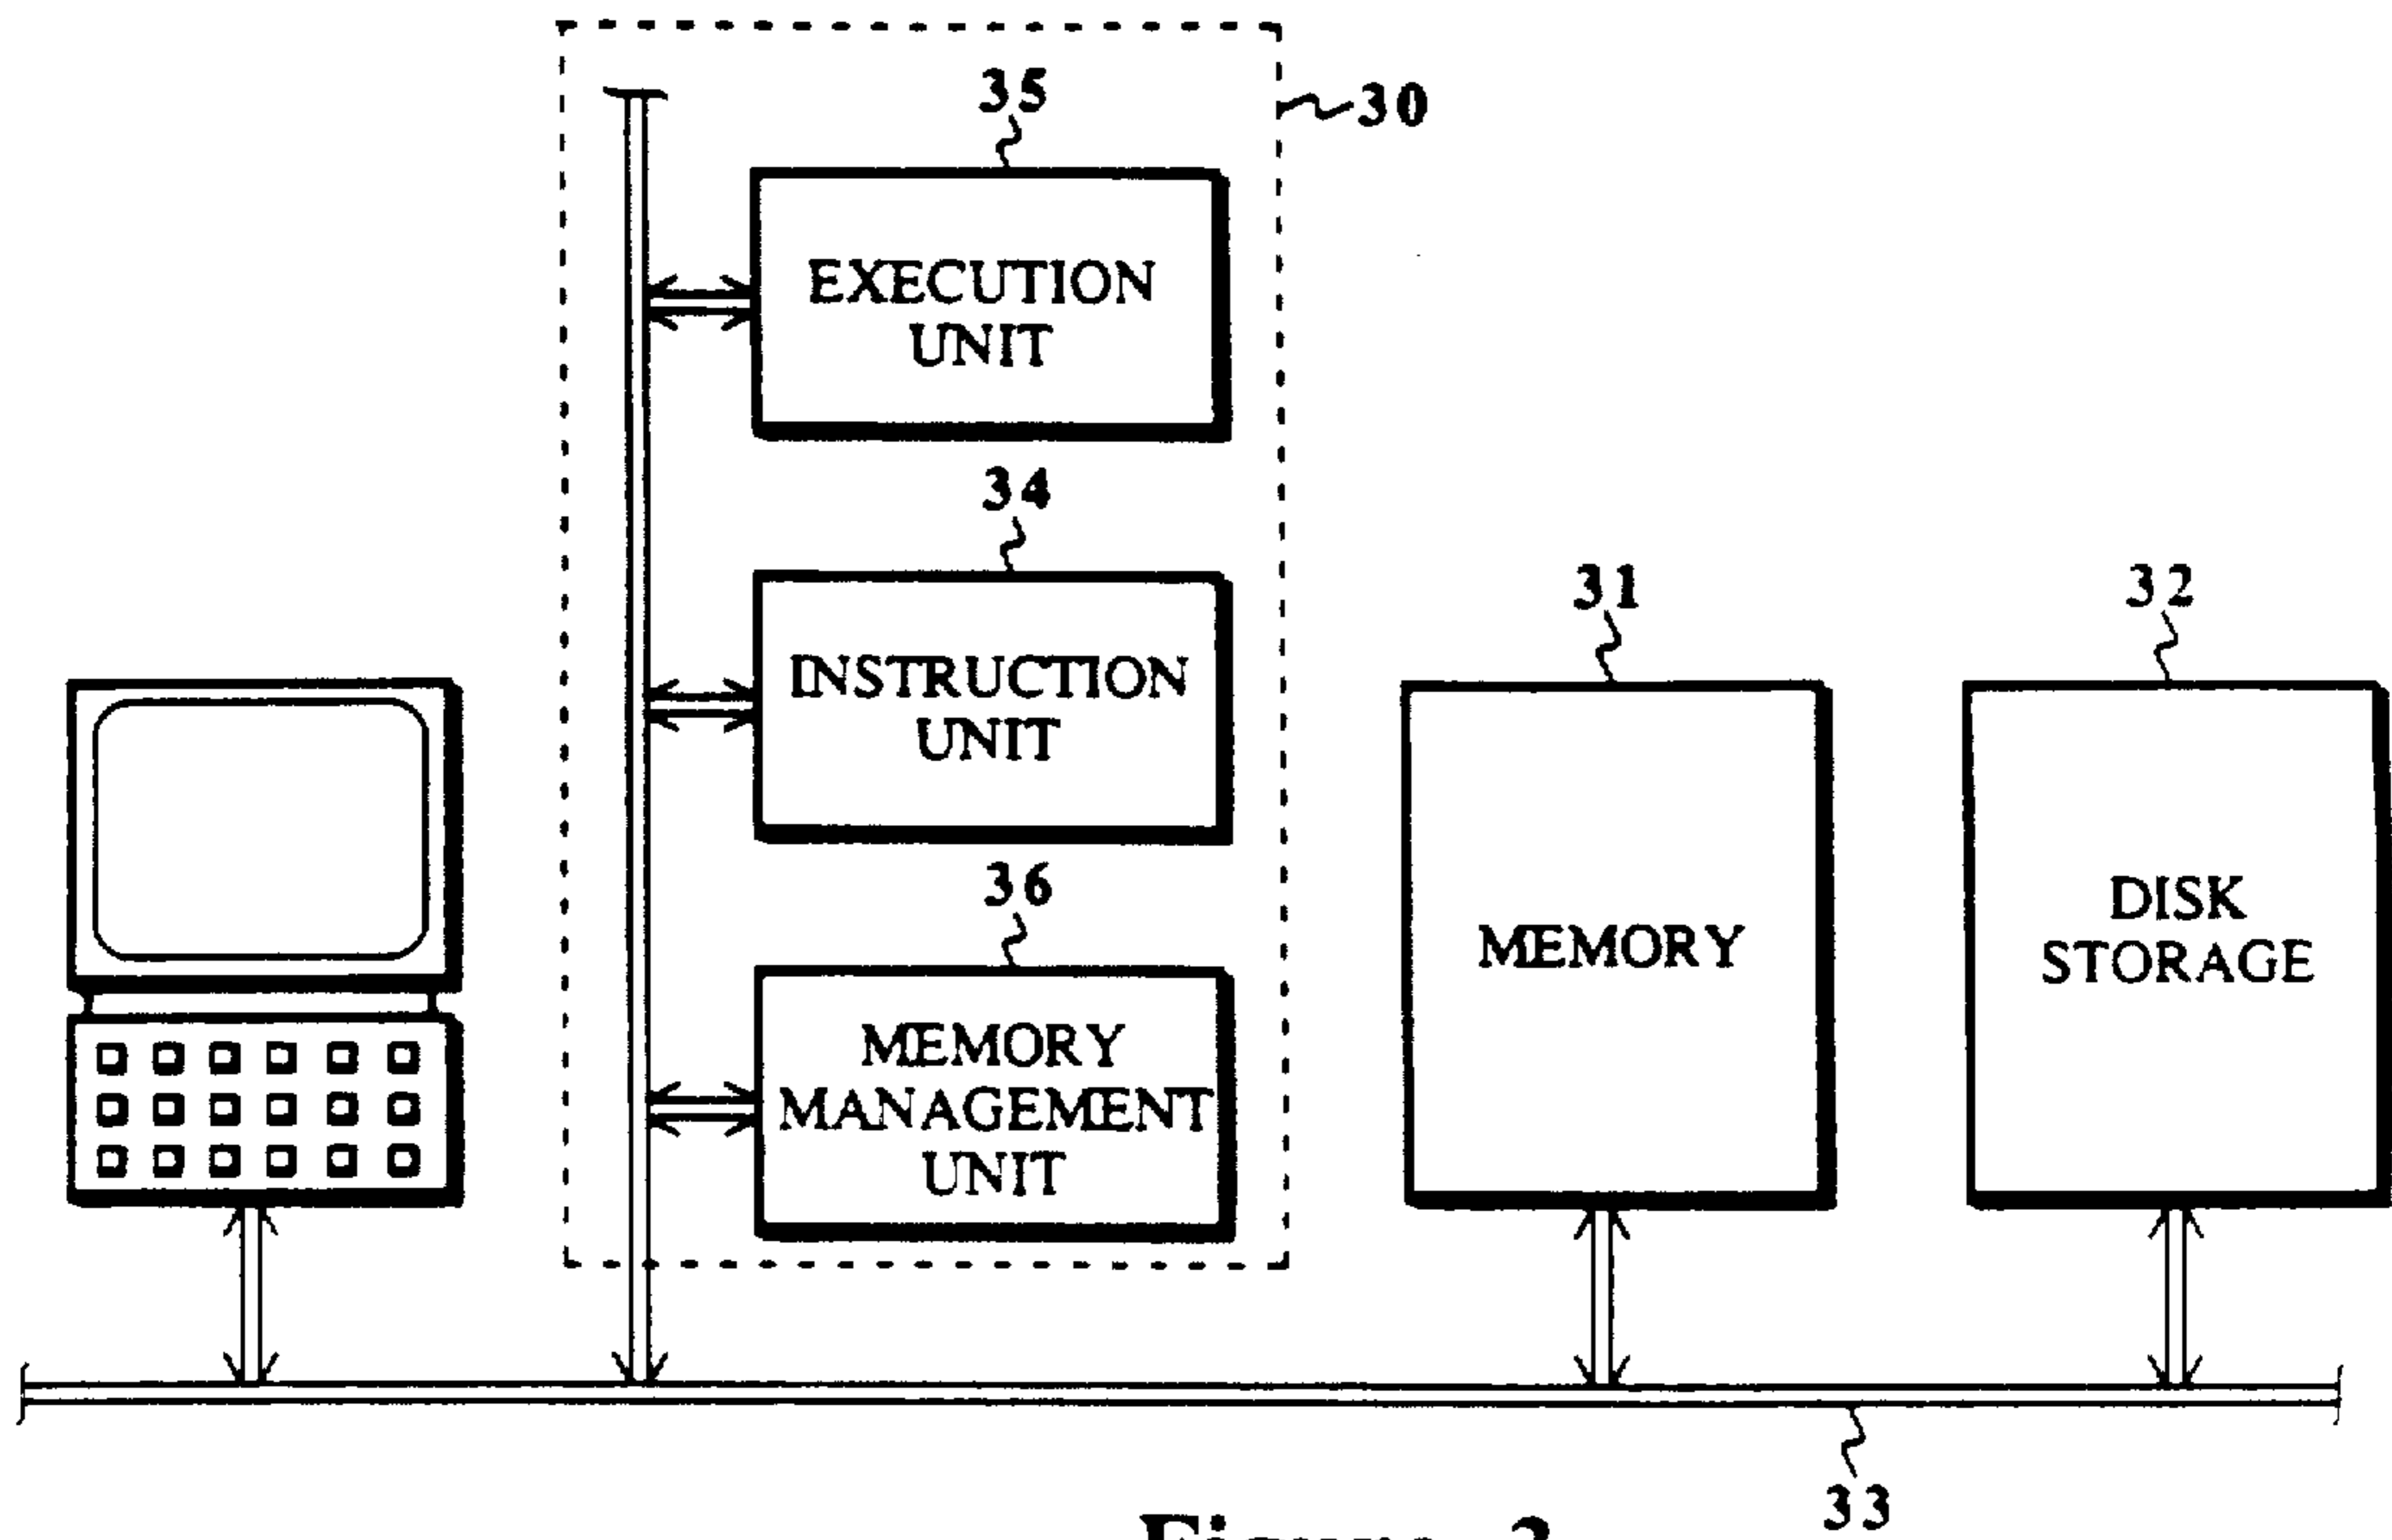 35
30
EXECUTION
UNIT
34
INSTRUCTION
UNIT
31
32
36
MEMORY
MANAGEMENT
UNIT
MEMORY
DISK
STORAGE
33